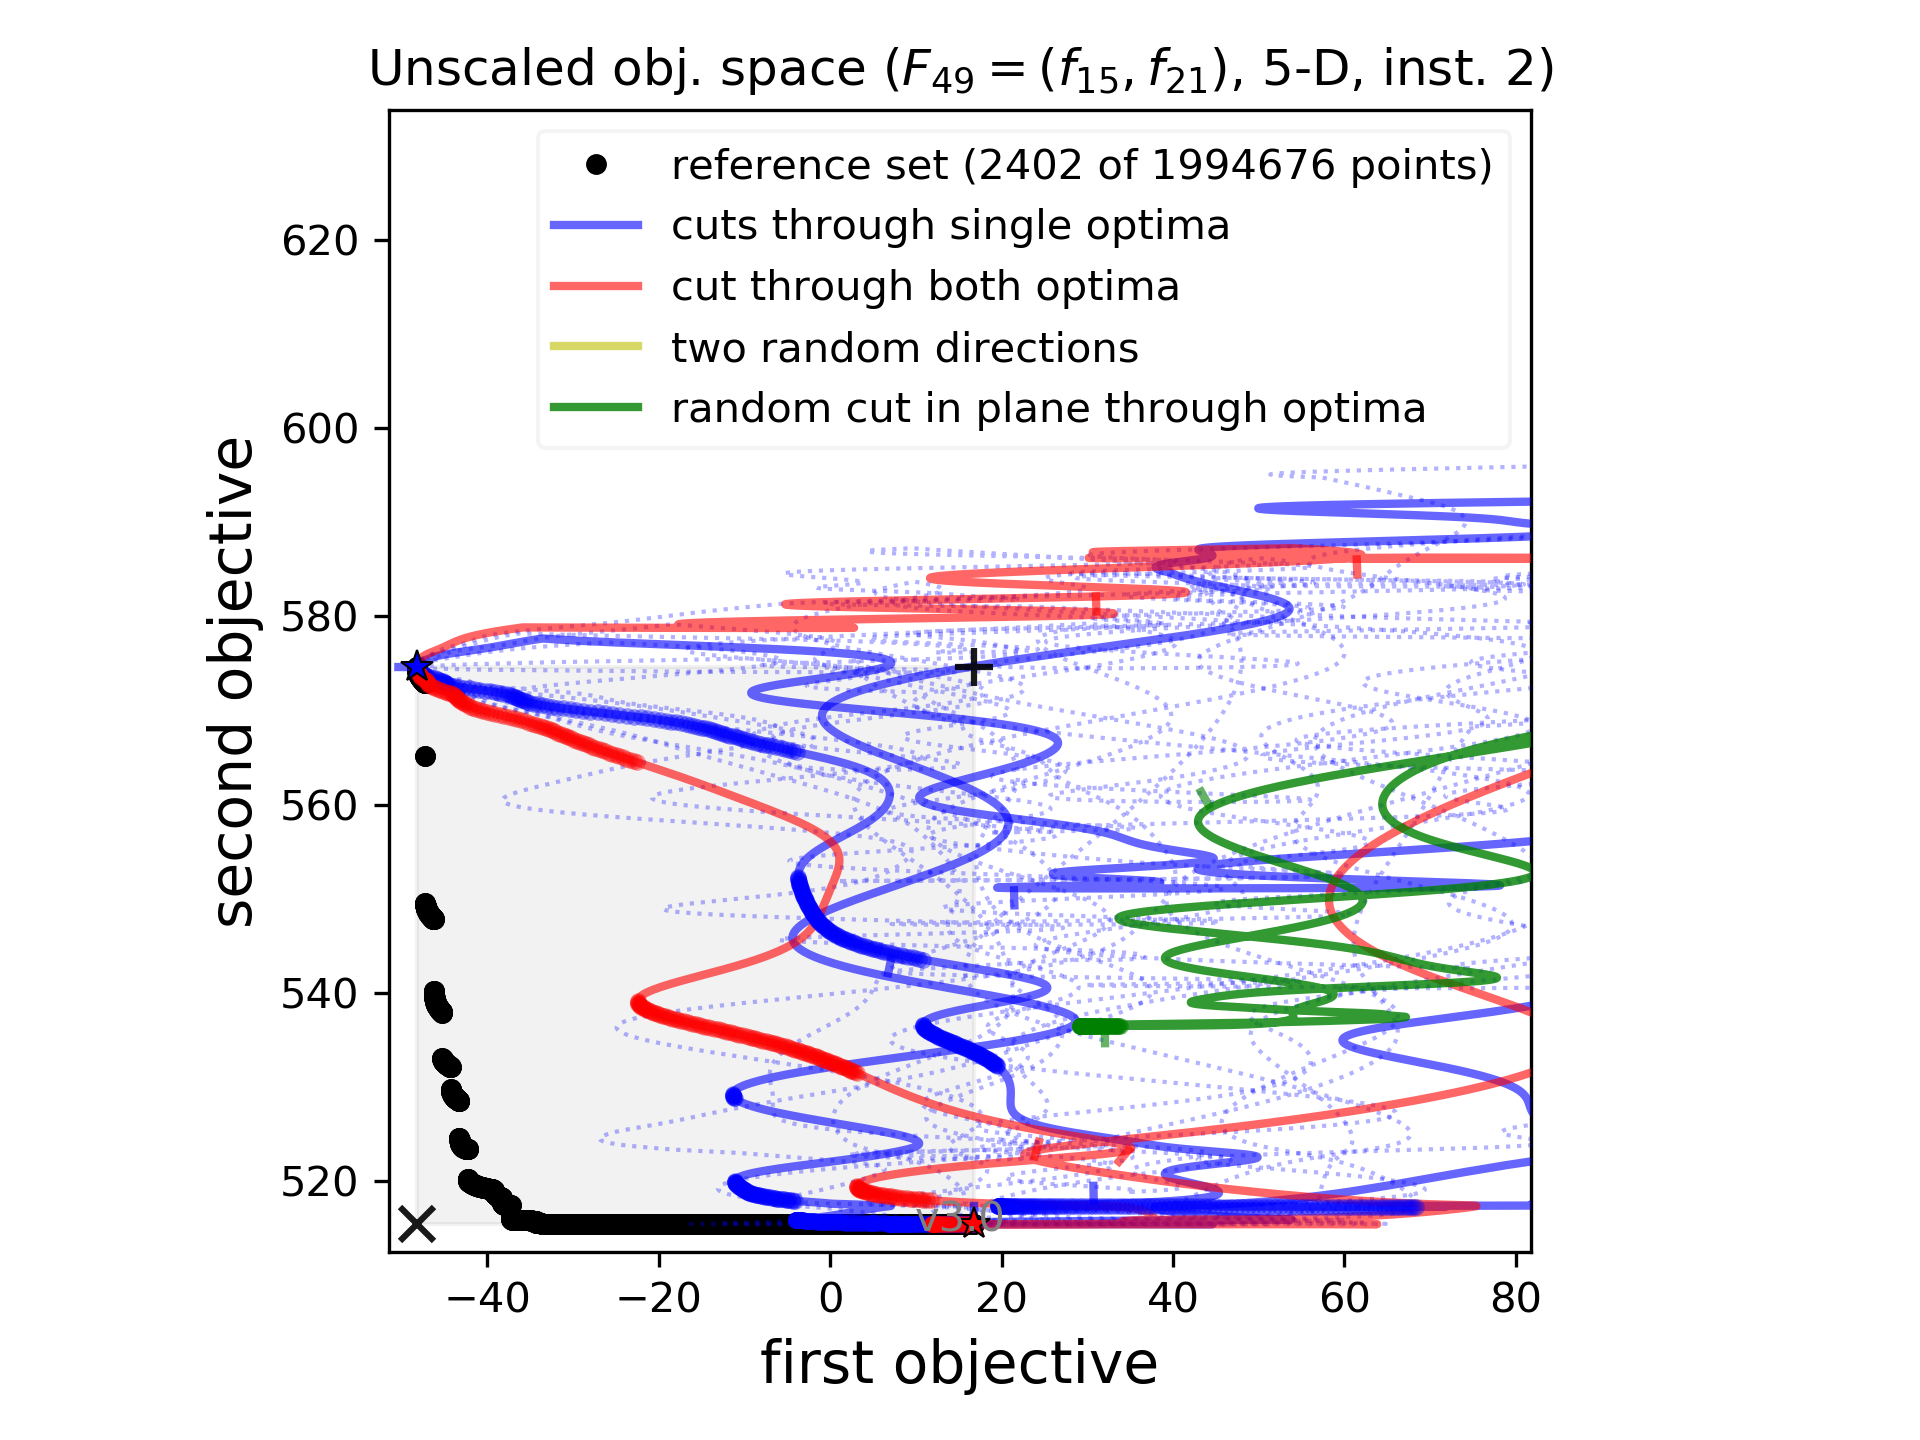 Unscaled obj. space (F49 = (f15, f21), 5-D, inst. 2)
reference set (2402 of 1994676 points)
cuts through single optima
cut through both optima
two random directions
random cut in plane through optima
620
600
580
560
540
520
second objective
v3.0
−40
−20
0
20
40
60
80
first objective